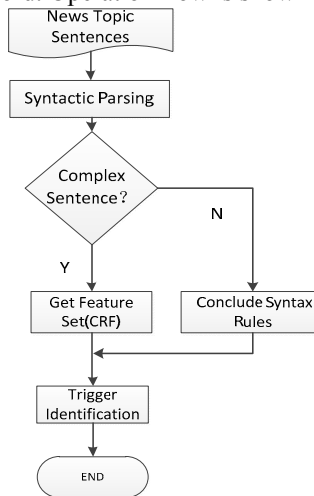 News Topic
Sentences
Syntactic Parsing
Complex
Sentence？
N
Y
Get Feature
Set(CRF)
Conclude Syntax
Rules
Trigger
Identification
END